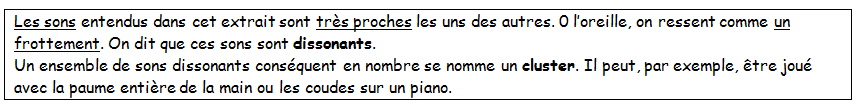 Les sons entendus dans cet extrait sont très proches les uns des autres. 0 l'oreille, on ressent comme un
frottement. On dit que ces sons sont dissonants.
Un ensemble de sons dissonants conséquent en nombre se nomme un cluster. Il peut, par exemple, être joué
avec la paume entière de la main ou les coudes sur un piano.